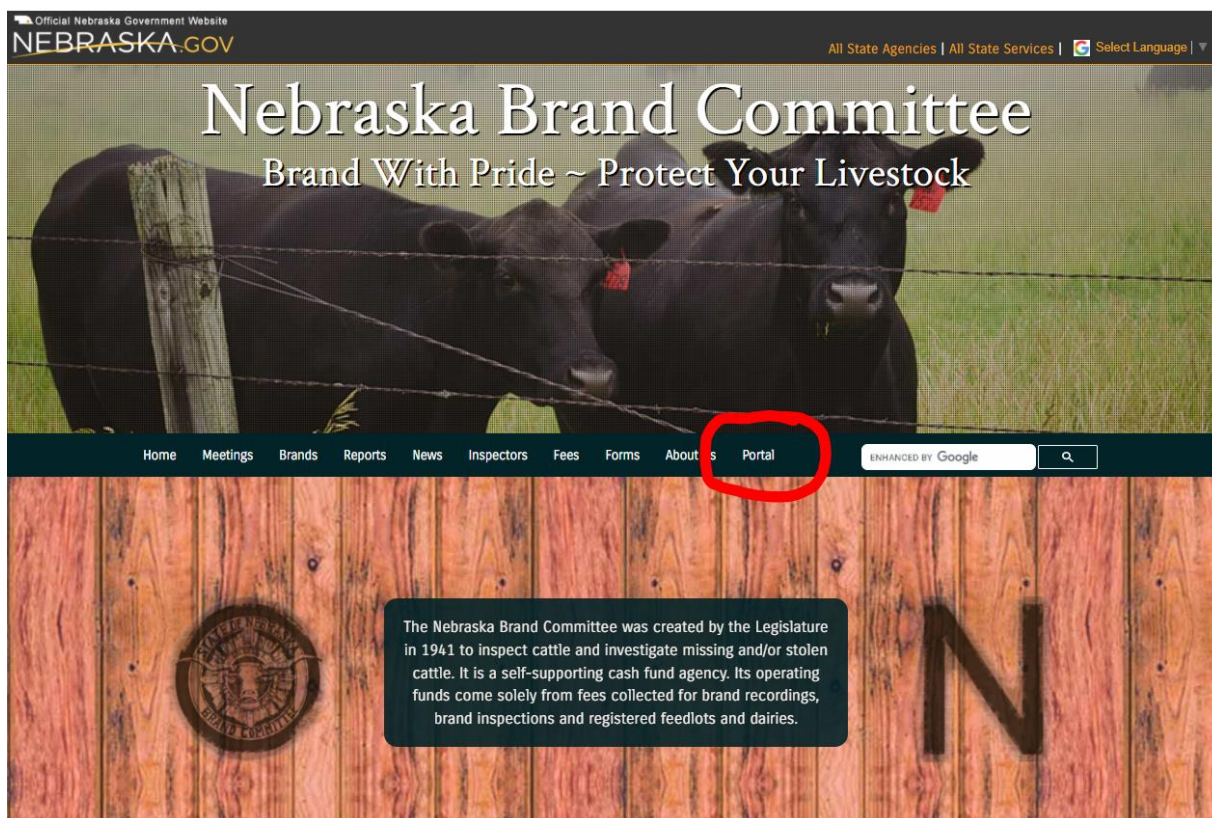 Official Nebraska Government Website
NEBRASKA.GOV
All State Agencies | All State Services | Select Language | ▼
Nebraska Brand Committee
Brand With Pride ~ Protect Your Livestock
Home Meetings Brands Reports News Inspectors Fees Forms About Portal ENHANCED BY Google
The Nebraska Brand Committee was created by the Legislature
in 1941 to inspect cattle and investigate missing and/or stolen
cattle. It is a self-supporting cash fund agency. Its operating
funds come solely from fees collected for brand recordings,
brand inspections and registered feedlots and dairies.
STATE OF NEBRASKA
BRAND COMMITTEE
N